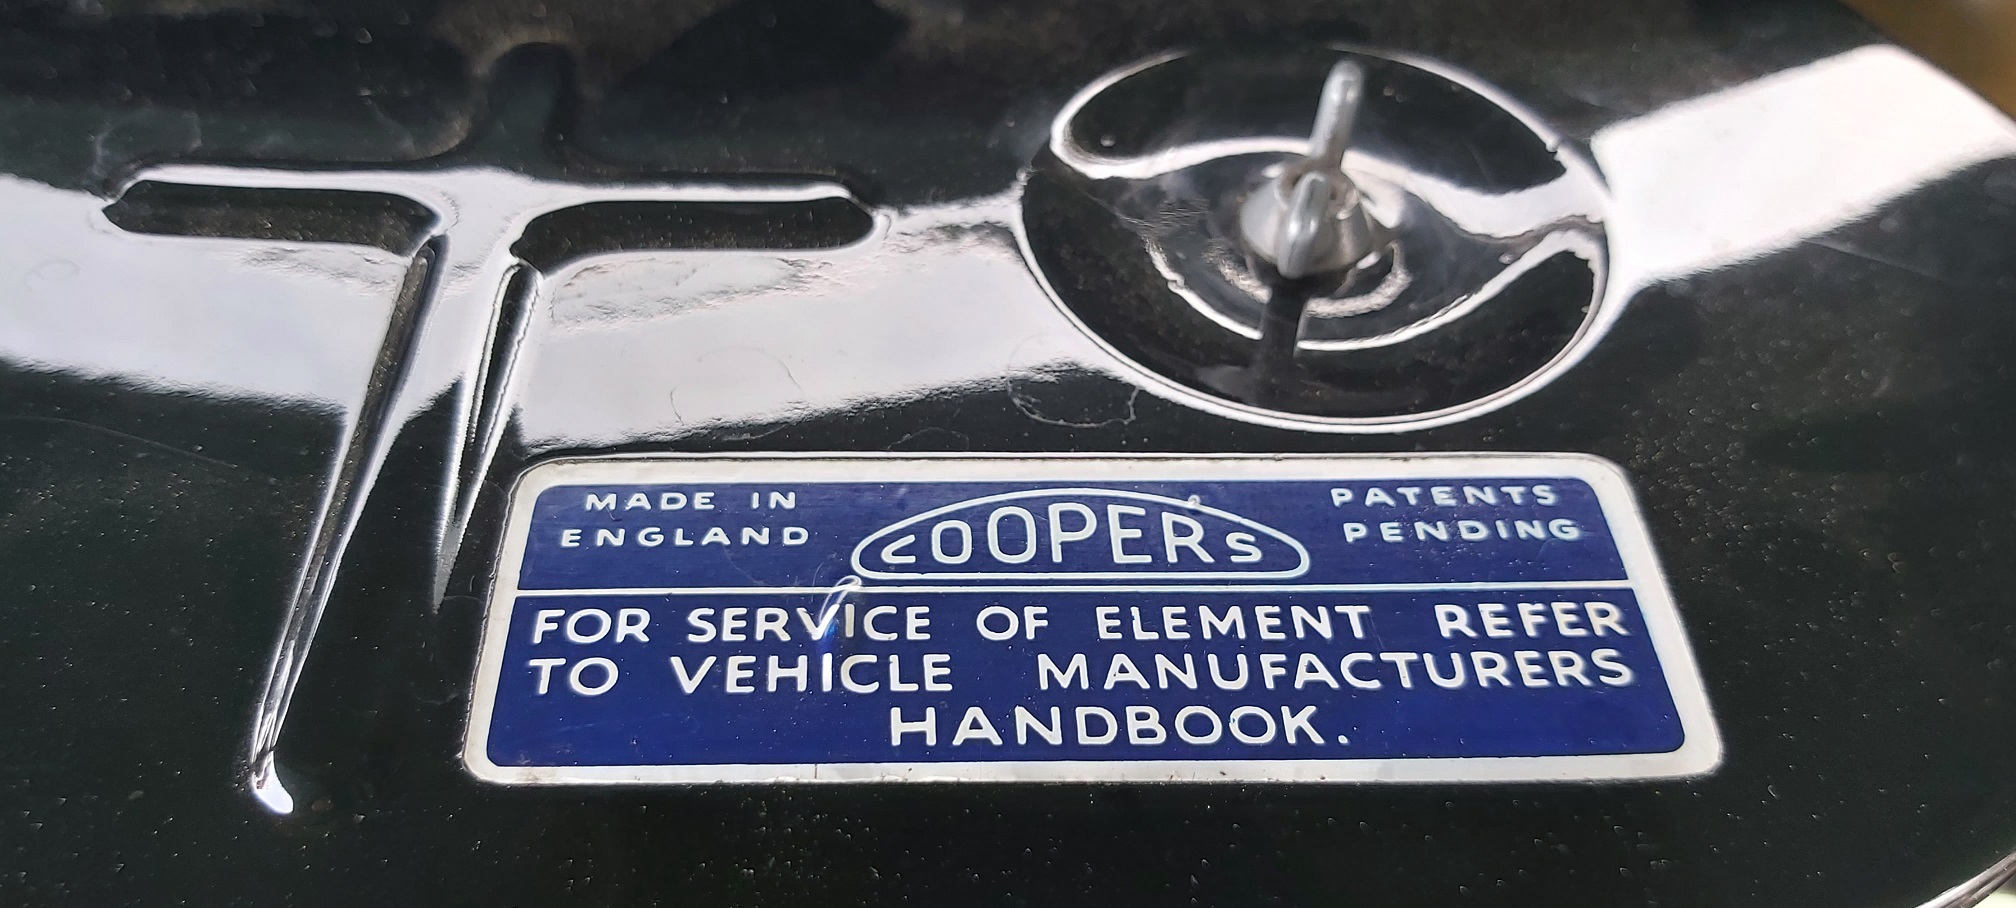 MADE IN
ENGLAND
COOPERS
PATENTS
PENDING
FOR SERVICE OF ELEMENT REFER
TO VEHICLE MANUFACTURERS
HANDBOOK.